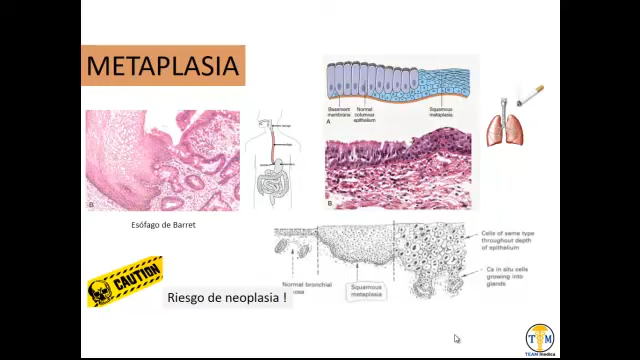 METAPLASIA
Basement
membrane
Normal
columnar
epithelium
Squamous
metaplasia
A
B
B
Esófago de Barret
Cells of same type
throughout depth
of epithelium
Ca in situ cells
growing into
glands
Normal bronchial
Squamous
metaplasia
CAUTION
Riesgo de neoplasia !
T M
TEAM medica